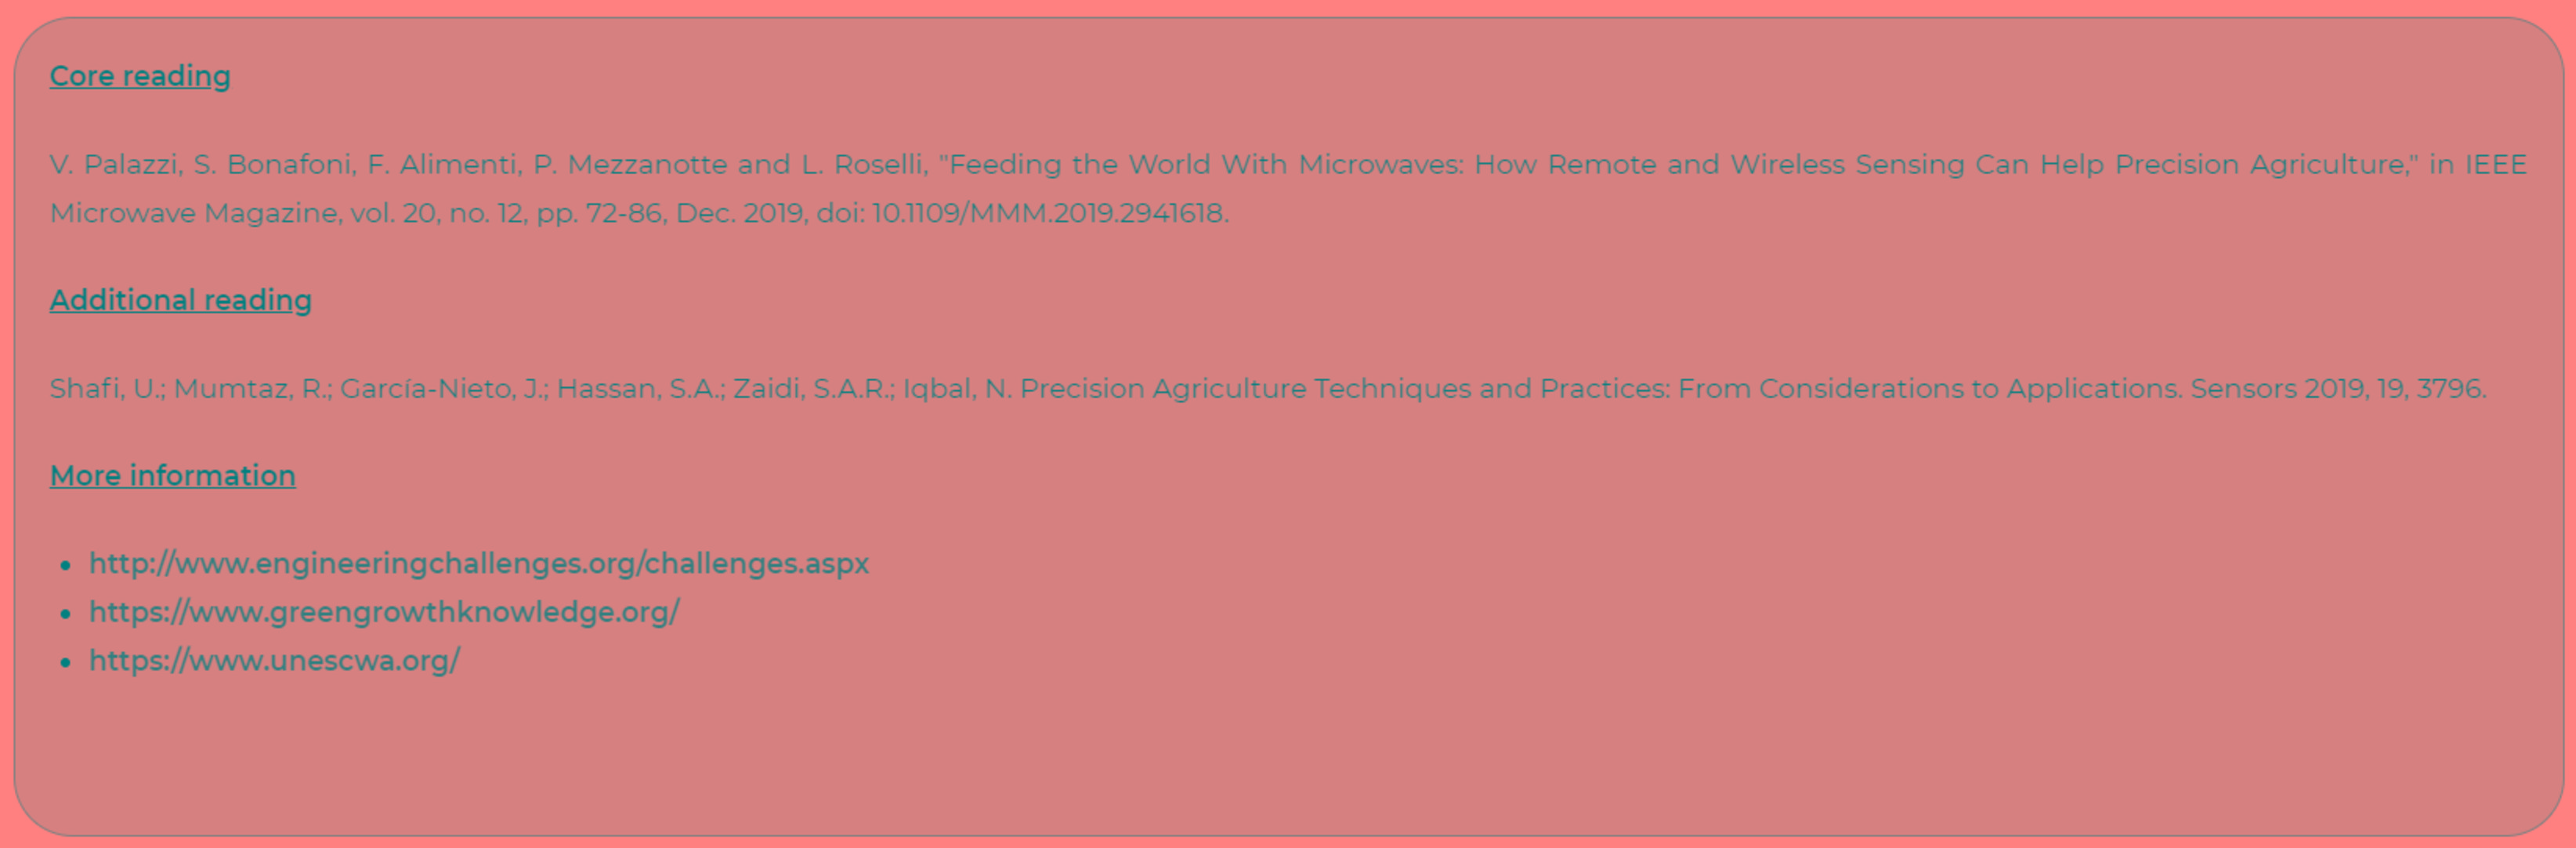 Core reading
V. Palazzi, S. Bonafoni, F. Alimenti, P. Mezzanotte and L. Roselli, "Feeding the World With Microwaves: How Remote and Wireless Sensing Can Help Precision Agriculture," in IEEE
Microwave Magazine, vol. 20, no. 12, pp. 72-86, Dec. 2019, doi: 10.1109/MMM.2019.2941618.
Additional reading
Shafi, U.; Mumtaz, R.; García-Nieto, J.; Hassan, S.A.; Zaidi, S.A.R.; Iqbal, N. Precision Agriculture Techniques and Practices: From Considerations to Applications. Sensors 2019, 19, 3796.
More information
• http://www.engineeringchallenges.org/challenges.aspx
• https://www.greengrowthknowledge.org/
• https://www.unescwa.org/